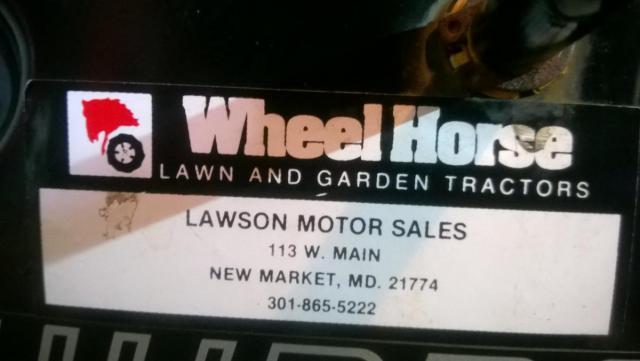 Wheel Horse
LAWN AND GARDEN TRACTORS
LAWSON MOTOR SALES
113 W. MAIN
NEW MARKET, MD. 21774
301-865-5222